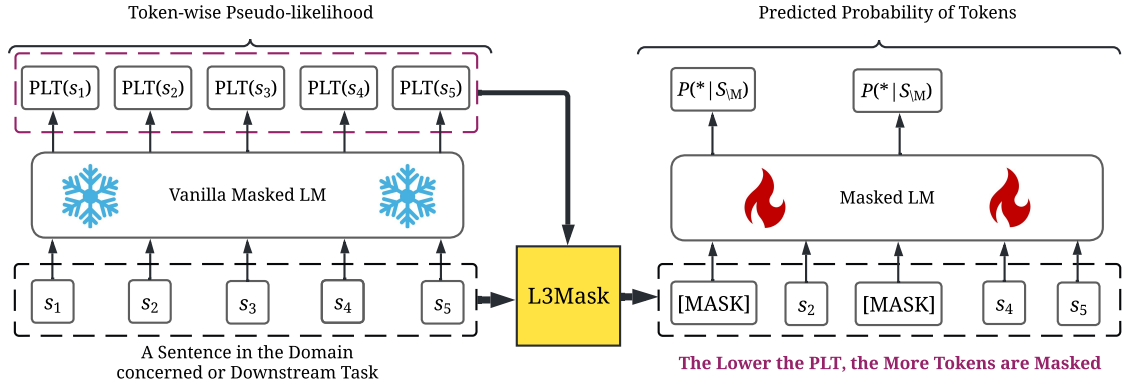 Token-wise Pseudo-likelihood
PLT(s1) PLT(s2) PLT(s3) PLT(s4) PLT(s5)
Vanilla Masked LM
s1 s2 s3 s4 s5
A Sentence in the Domain
concerned or Downstream Task
L3Mask
Predicted Probability of Tokens
P(*|S\M) P(*|S\M)
Masked LM
[MASK] s2 [MASK] s4 s5
The Lower the PLT, the More Tokens are Masked